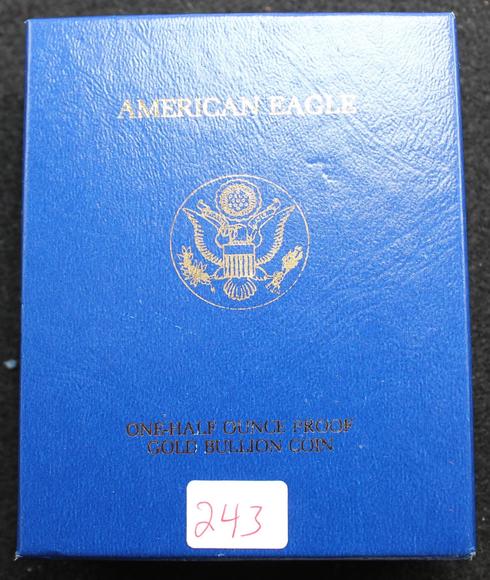 AMERICAN EAGLE
ONE-HALF OUNCE PROOF
GOLD BULLION COIN
243